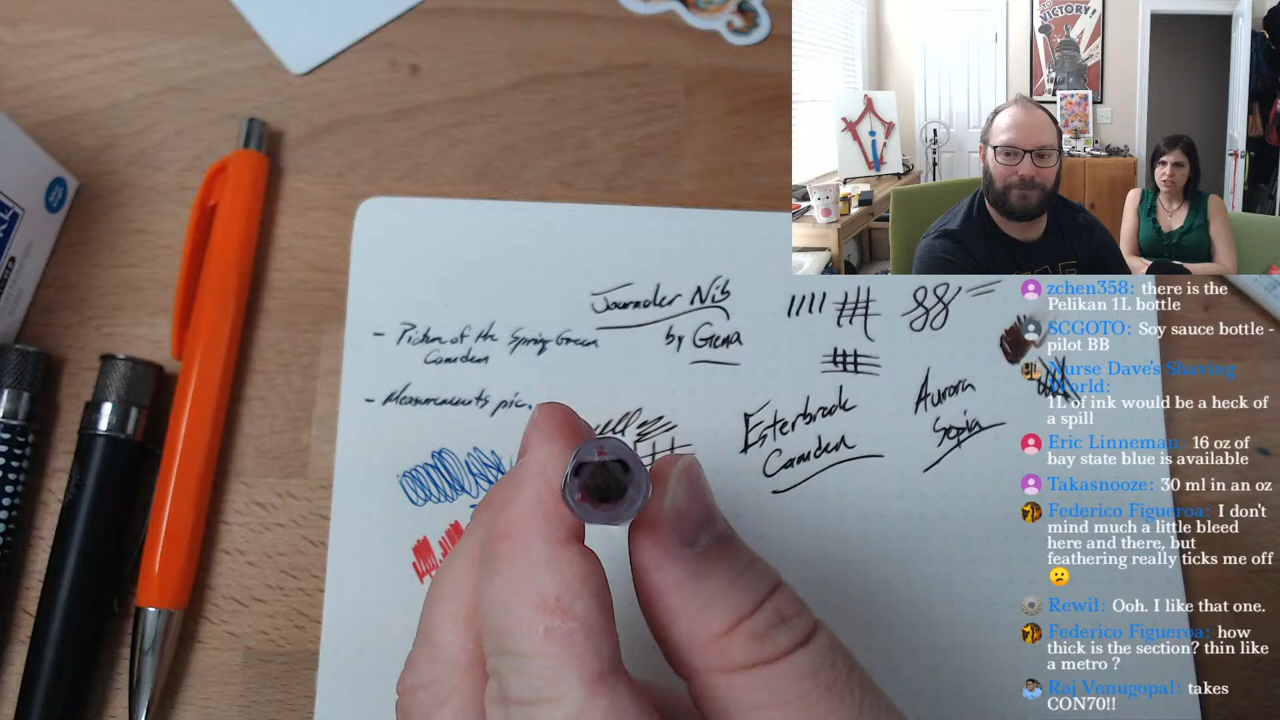 TO VICTORY!
Journaler Nib
by Gena
- Picture of the Spring Green
Camden
- Measurements pic.
Esterbrook
Camden
Aurora
Sepia
zchen358: there is the
Pelikan 1L bottle
SCGOTO: Soy sauce bottle -
pilot BB
Nurse Dave's Shaving
World:
1L of ink would be a heck of
a spill
Eric Linneman: 16 oz of
bay state blue is available
Takasnooze: 30 ml in an oz
Federico Figueroa: I don't
mind much a little bleed
here and there, but
feathering really ticks me off
Rewil: Ooh. I like that one.
Federico Figueroa: how
thick is the section? thin like
a metro ?
Raj Venugopal: takes
CON70!!